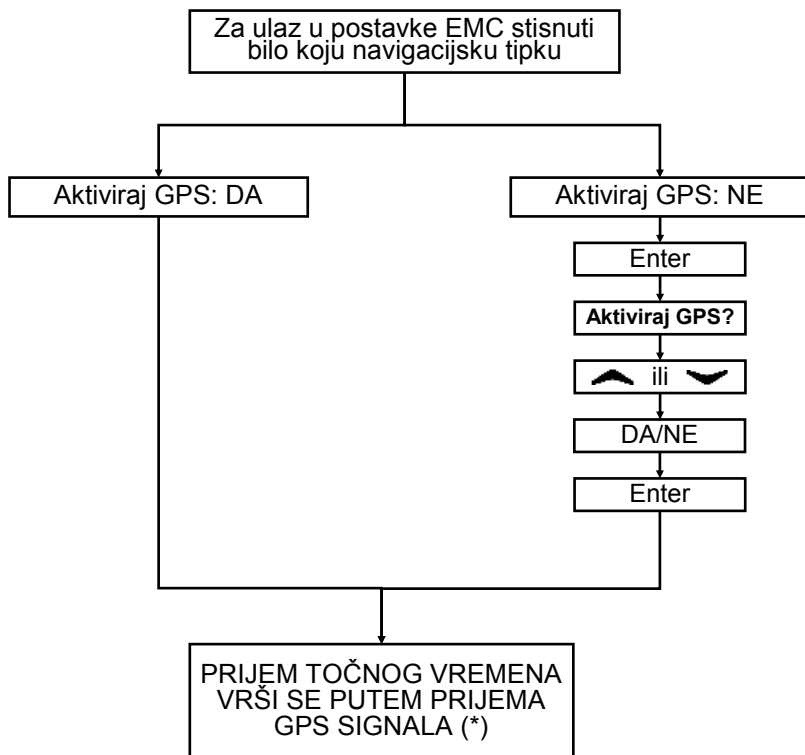 Za ulaz u postavke EMC stisnuti
bilo koju navigacijsku tipku
Aktiviraj GPS: DA
Aktiviraj GPS: NE
Enter
Aktiviraj GPS?
ili
DA/NE
Enter
PRIJEM TOČNOG VREMENA
VRŠI SE PUTEM PRIJEMA
GPS SIGNALA (*)